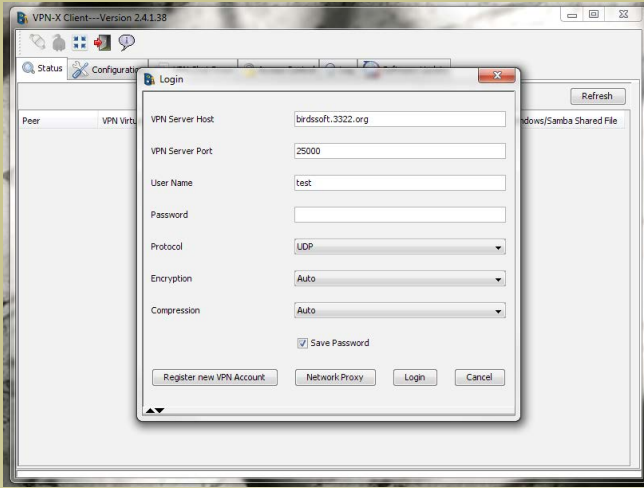 VPN-X Client---Version 2.4.1.38
Status
Configuration
Login
Refresh
Peer
VPN Virtu
ndows/Samba Shared File
VPN Server Host
birdssoft.3322.org
VPN Server Port
25000
User Name
test
Password
Protocol
UDP
Encryption
Auto
Compression
Auto
Save Password
Register new VPN Account
Network Proxy
Login
Cancel